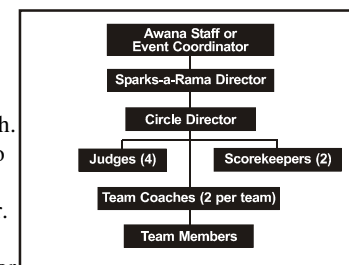 Awana Staff or
Event Coordinator
Sparks-a-Rama Director
Circle Director
Judges (4)
Scorekeepers (2)
Team Coaches (2 per team)
Team Members